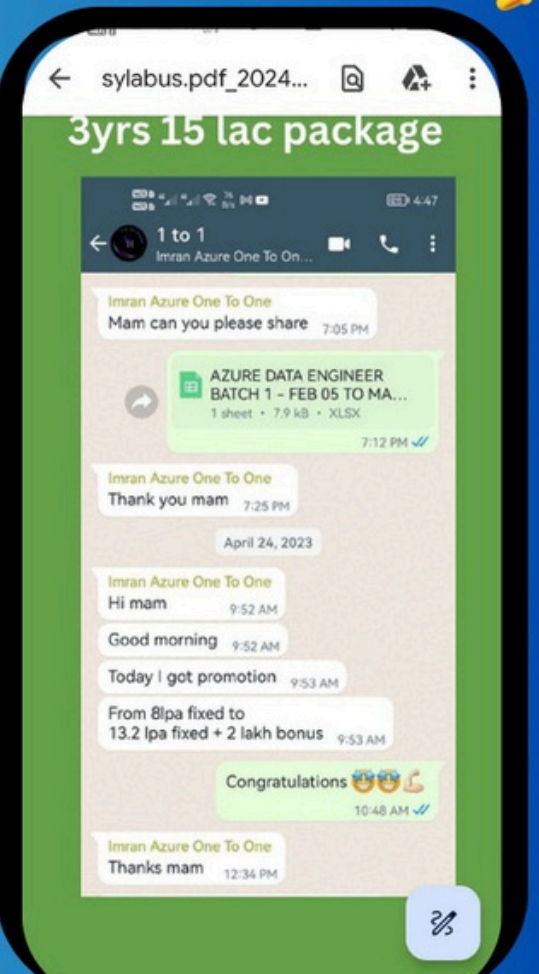 sylabus.pdf_2024...
3yrs 15 lac package
4:47
1 to 1
Imran Azure One To On...
Imran Azure One To One
Mam can you please share 7:05 PM
AZURE DATA ENGINEER
BATCH 1 - FEB 05 TO MA...
1 sheet • 7.9 kB • XLSX
7:12 PM
Imran Azure One To One
Thank you mam 7:25 PM
April 24, 2023
Imran Azure One To One
Hi mam 9:52 AM
Good morning 9:52 AM
Today I got promotion 9:53 AM
From 8lpa fixed to
13.2 lpa fixed + 2 lakh bonus 9:53 AM
Congratulations 🤩🤩💪🏻
10:48 AM
Imran Azure One To One
Thanks mam 12:34 PM